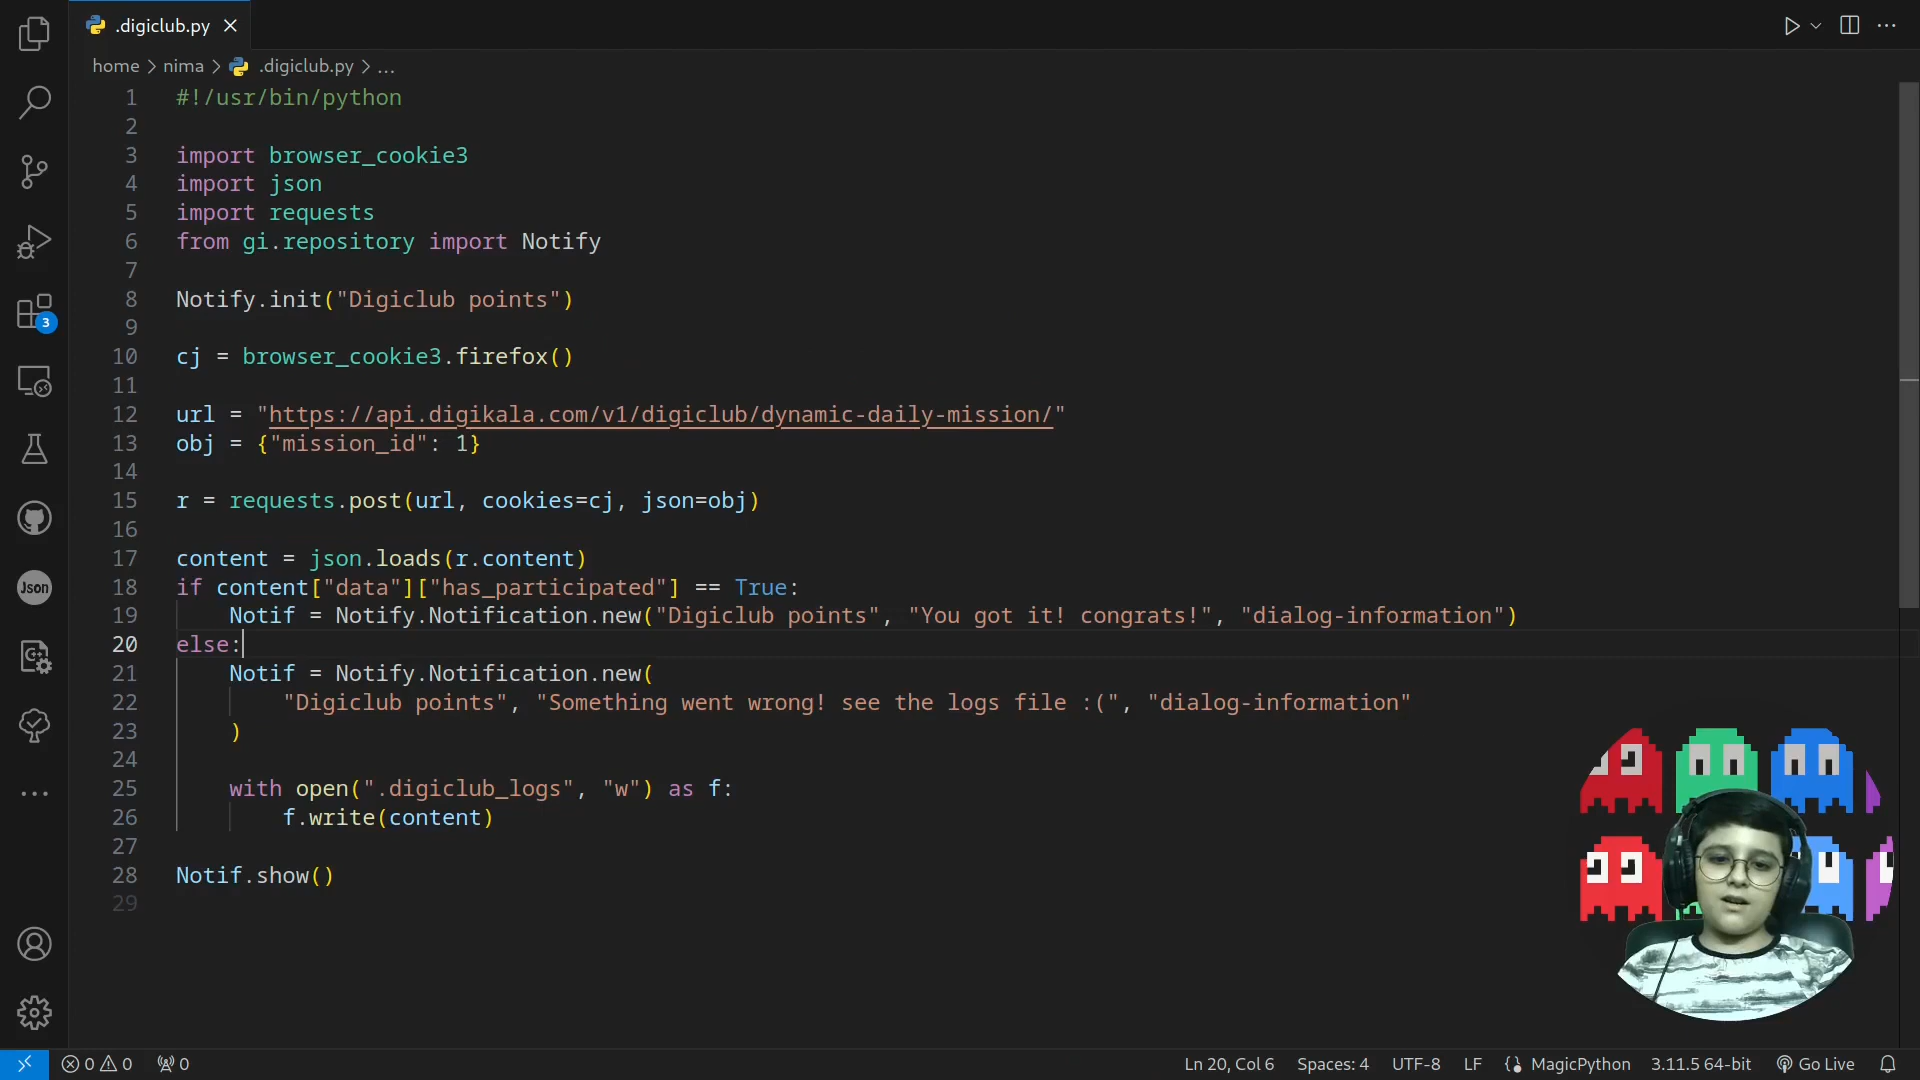 .digiclub.py
home > nima > .digiclub.py > ...
1 #!/usr/bin/python
2
3 import browser_cookie3
4 import json
5 import requests
6 from gi.repository import Notify
7
8 Notify.init("Digiclub points")
9
10 cj = browser_cookie3.firefox()
11
12 url = "https://api.digikala.com/v1/digiclub/dynamic-daily-mission/"
13 obj = {"mission_id": 1}
14
15 r = requests.post(url, cookies=cj, json=obj)
16
17 content = json.loads(r.content)
18 if content["data"]["has_participated"] == True:
19     Notif = Notify.Notification.new("Digiclub points", "You got it! congrats!", "dialog-information")
20 else:
21     Notif = Notify.Notification.new(
22         "Digiclub points", "Something went wrong! see the logs file :(", "dialog-information"
23     )
24
25     with open(".digiclub_logs", "w") as f:
26         f.write(content)
27
28 Notif.show()
29
3
Json
0 0 0 Ln 20, Col 6 Spaces: 4 UTF-8 LF MagicPython 3.11.5 64-bit Go Live